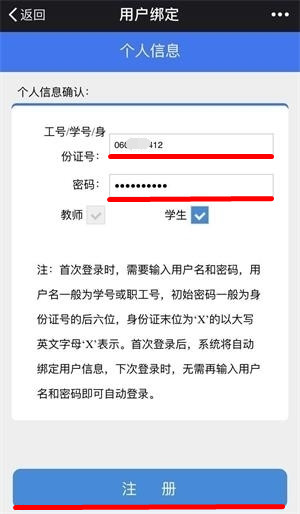 返回
用户绑定
个人信息
个人信息确认：
工号/学号/身
份证号：
060 412
密码：
教师
学生
注：首次登录时，需要输入用户名和密码，用
户名一般为学号或职工号，初始密码一般为身
份证号的后六位，身份证末位为‘X’的以大写
英文字母‘X’表示。首次登录后，系统将自动
绑定用户信息，下次登录时，无需再输入用户
名和密码即可自动登录。
注 册